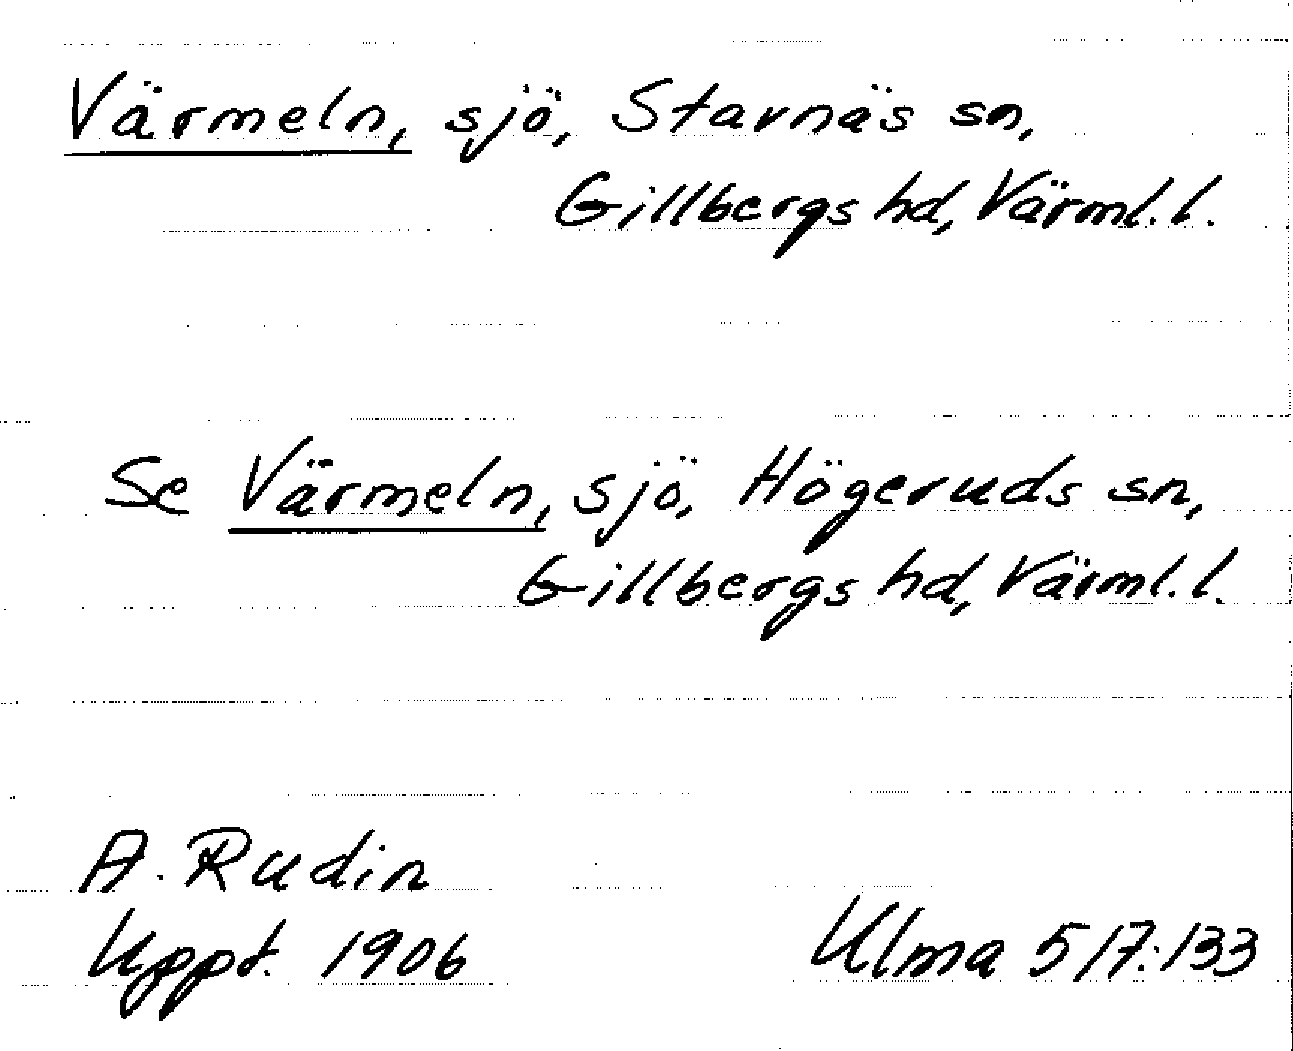 Värmeln, sjö, Stavnäs sn,
Gillbergs hd, Värml. l.
Se Värmeln, sjö, Högeruds sn,
Gillbergs hd, Värml. l.
A. Rudin
Uppt. 1906
Ulma 517:133